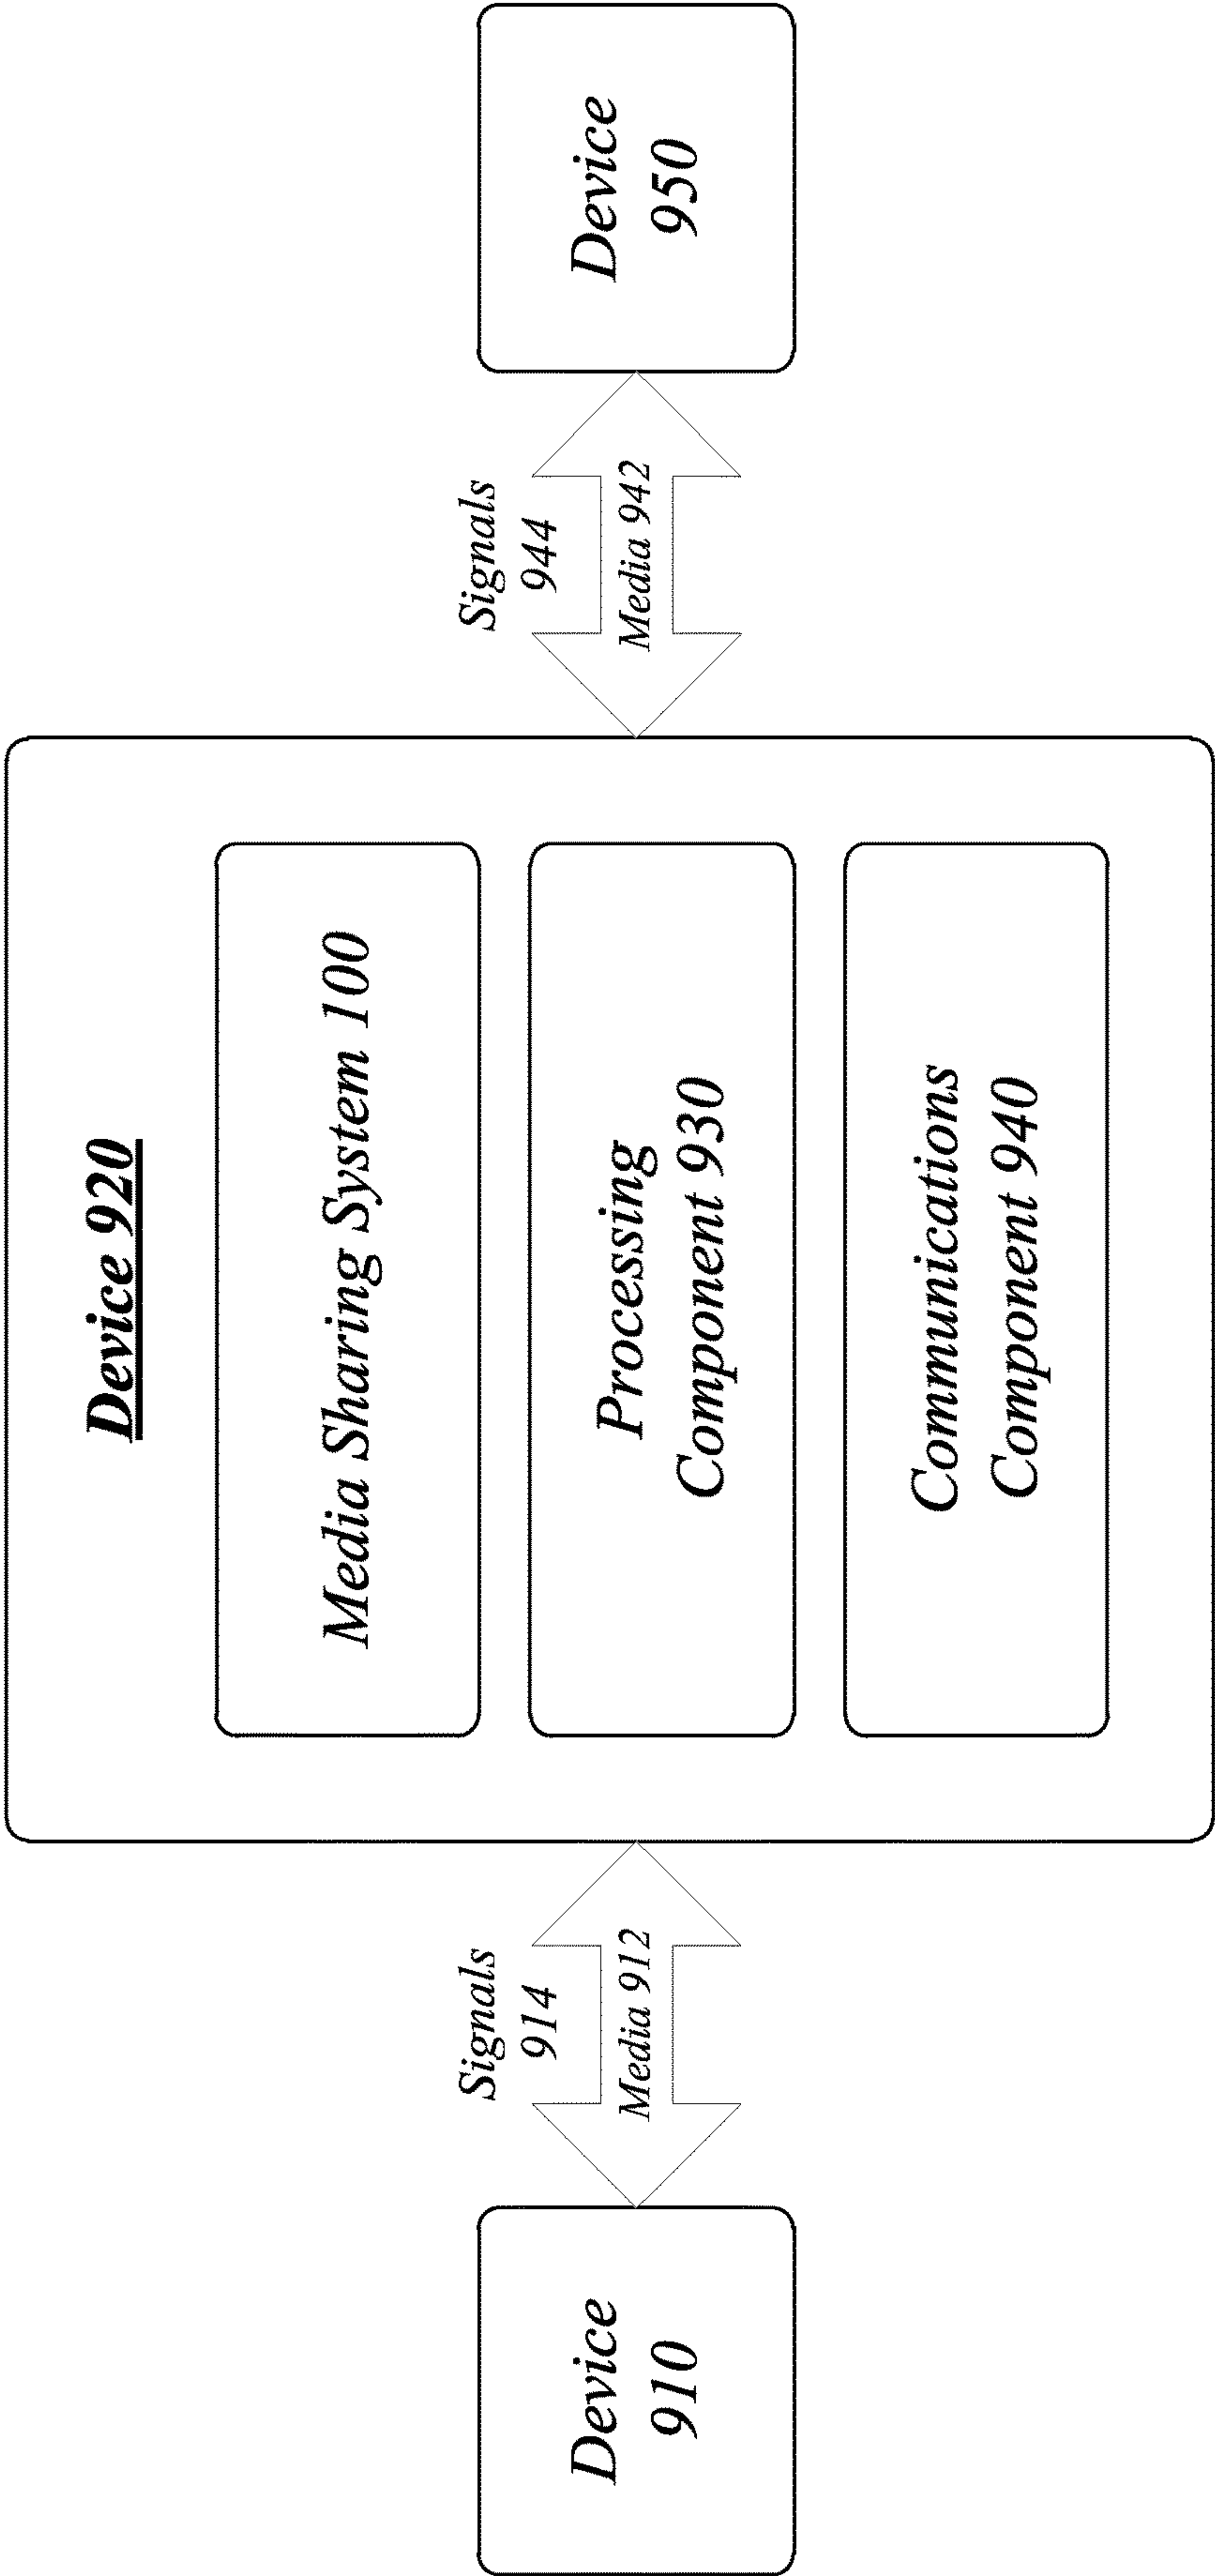 Device 920
Media Sharing System 100
Processing
Component 930
Communications
Component 940
Device
910
Signals
914
Media 912
Signals
944
Media 942
Device
950